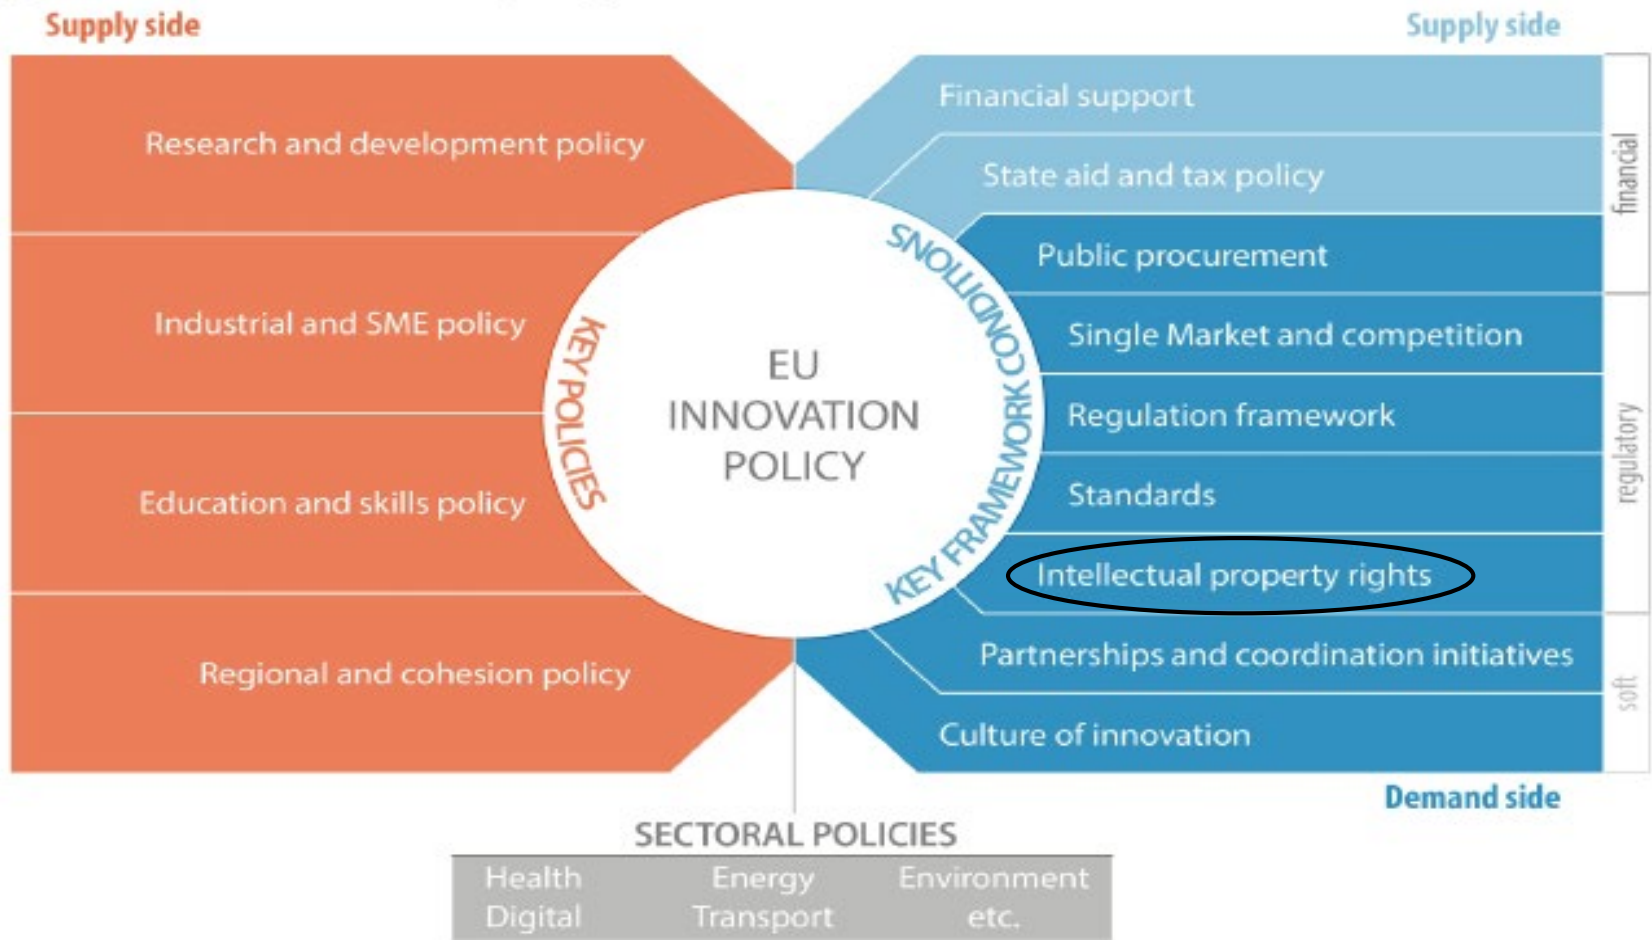 Supply side
Supply side
Research and development policy
Industrial and SME policy
Education and skills policy
Regional and cohesion policy
KEY POLICIES
EU
INNOVATION
POLICY
KEY FRAMEWORK CONDITIONS
Financial support
State aid and tax policy
Public procurement
Single Market and competition
Regulation framework
Standards
Intellectual property rights
Partnerships and coordination initiatives
Culture of innovation
financial
regulatory
soft
Demand side
SECTORAL POLICIES
Health Energy Environment
Digital Transport etc.